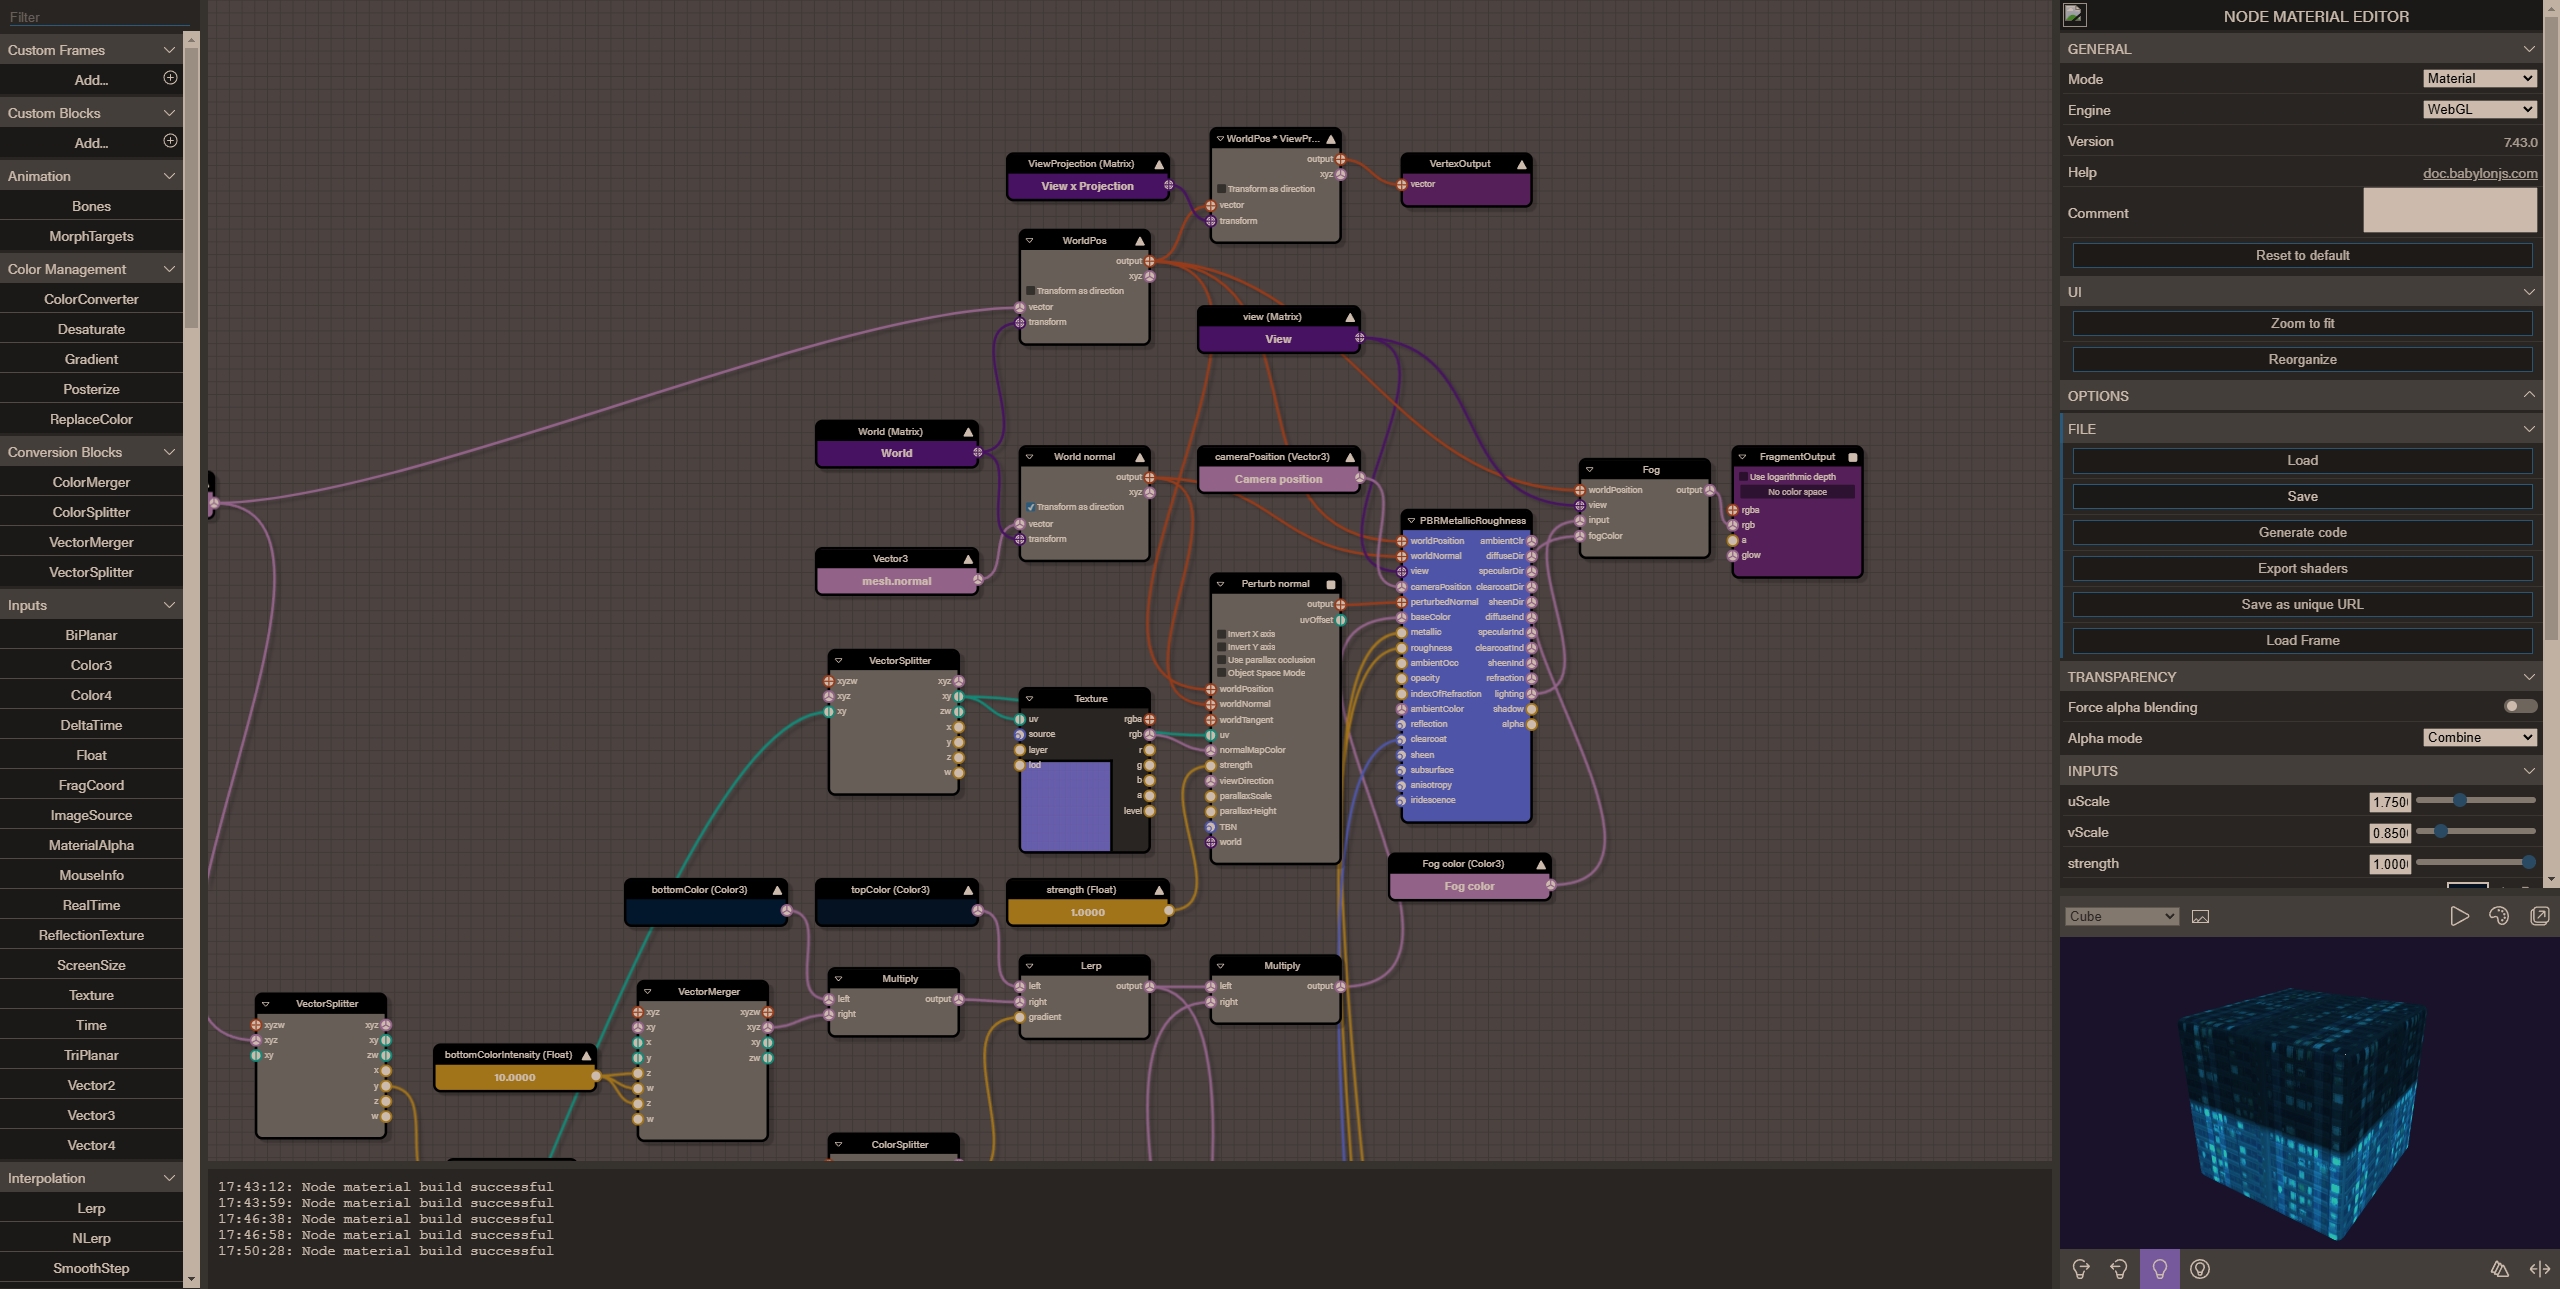 Filter
Custom Frames
Add...
Custom Blocks
Add...
Animation
Bones
MorphTargets
Color Management
ColorConverter
Desaturate
Gradient
Posterize
ReplaceColor
Conversion Blocks
ColorMerger
ColorSplitter
VectorMerger
VectorSplitter
Inputs
BiPlanar
Color3
Color4
DeltaTime
Float
FragCoord
ImageSource
MaterialAlpha
MouseInfo
RealTime
ReflectionTexture
ScreenSize
Texture
Time
TriPlanar
Vector2
Vector3
Vector4
Interpolation
Lerp
NLerp
SmoothStep
ViewProjection (Matrix)
View x Projection
WorldPos * ViewPr...
output
xyz
Transform as direction
vector
transform
VertexOutput
vector
WorldPos
output
xyz
Transform as direction
vector
transform
view (Matrix)
View
World (Matrix)
World
World normal
output
xyz
Transform as direction
vector
transform
cameraPosition (Vector3)
Camera position
Vector3
mesh.normal
Fog
worldPosition output
view
input
fogColor
FragmentOutput
Use logarithmic depth
No color space
rgba
rgb
a
glow
PBRMetallicRoughness
worldPosition ambientClr
worldNormal diffuseDir
view specularDir
cameraPosition clearcoatDir
perturbedNormal sheenDir
baseColor diffuseInd
metallic specularInd
roughness clearcoatInd
ambientOcc sheenInd
opacity refraction
indexOfRefraction lighting
ambientColor shadow
reflection alpha
clearcoat
sheen
subsurface
anisotropy
iridescence
Perturb normal
output
uvOffset
Invert X axis
Invert Y axis
Use parallax occlusion
Object Space Mode
worldPosition
worldNormal
worldTangent
uv
normalMapColor
strength
viewDirection
parallaxScale
parallaxHeight
TBN
world
VectorSplitter
xyzw xyz
xyz xy
xy zw
x
y
z
w
Texture
uv rgba
source rgb
layer r
lod g
b
a
level
Fog color (Color3)
Fog color
bottomColor (Color3)
topColor (Color3)
strength (Float)
1.0000
Multiply
left output
right
Lerp
left output
right
gradient
Multiply
left output
right
VectorMerger
xyz xyzw
xy xyz
x xy
y zw
z
w
z
w
VectorSplitter
xyzw xyz
xyz xy
xy zw
x
y
z
w
bottomColorIntensity (Float)
10.0000
ColorSplitter
17:43:12: Node material build successful
17:43:59: Node material build successful
17:46:38: Node material build successful
17:46:58: Node material build successful
17:50:28: Node material build successful
NODE MATERIAL EDITOR
GENERAL
Mode Material
Engine WebGL
Version 7.43.0
Help doc.babylonjs.com
Comment
Reset to default
UI
Zoom to fit
Reorganize
OPTIONS
FILE
Load
Save
Generate code
Export shaders
Save as unique URL
Load Frame
TRANSPARENCY
Force alpha blending
Alpha mode Combine
INPUTS
uScale 1.750
vScale 0.850
strength 1.000
Cube